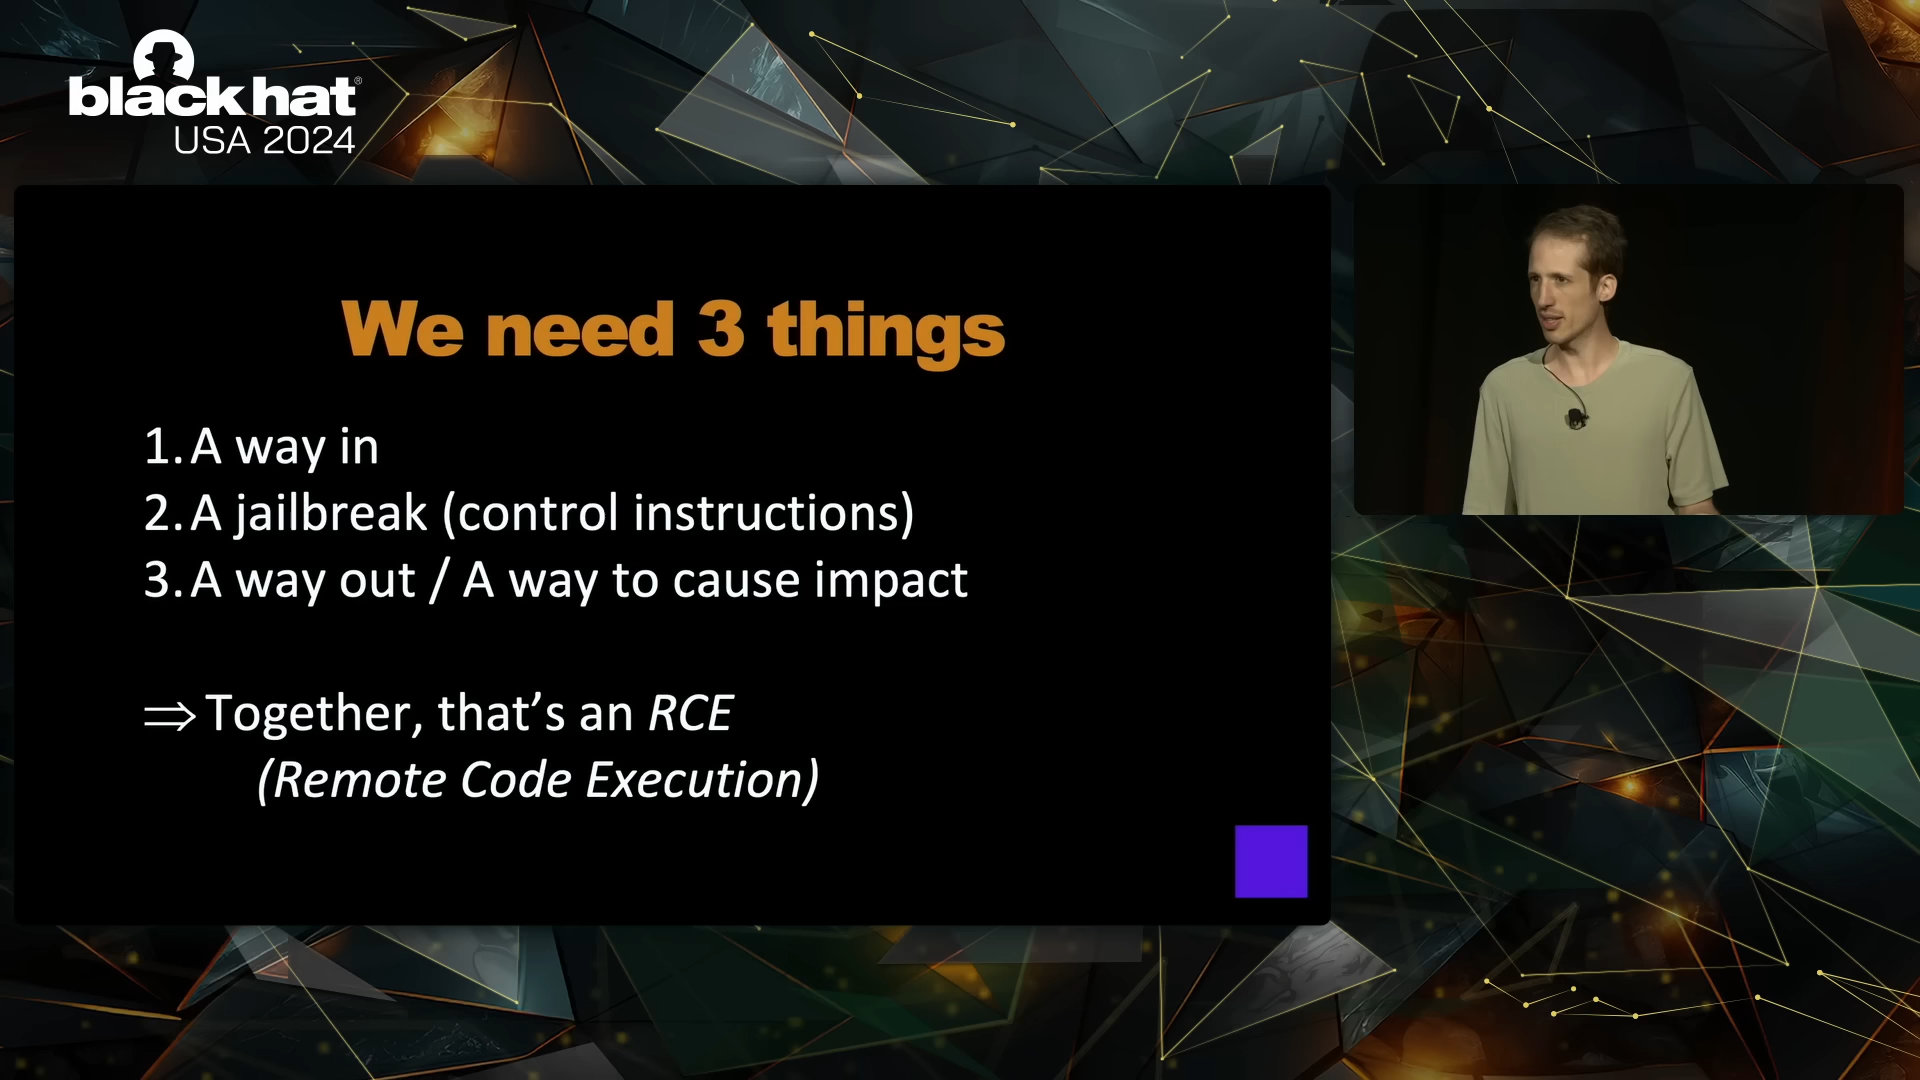 black hat®
USA 2024
We need 3 things
1. A way in
2. A jailbreak (control instructions)
3. A way out / A way to cause impact
⇒ Together, that’s an RCE
(Remote Code Execution)